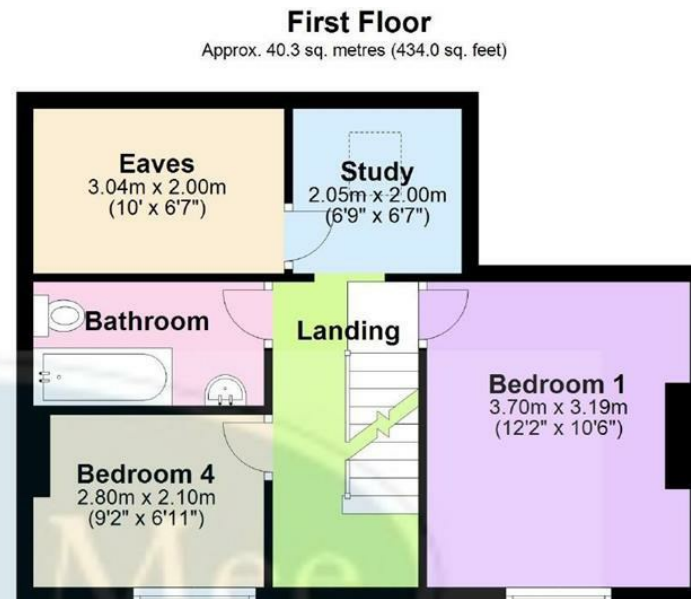 First Floor
Approx. 40.3 sq. metres (434.0 sq. feet)
Eaves
3.04m x 2.00m
(10' x 6'7")
Study
2.05m x 2.00m
(6'9" x 6'7")
Bathroom
Landing
Bedroom 1
3.70m x 3.19m
(12'2" x 10'6")
Bedroom 4
2.80m x 2.10m
(9'2" x 6'11")
Mee